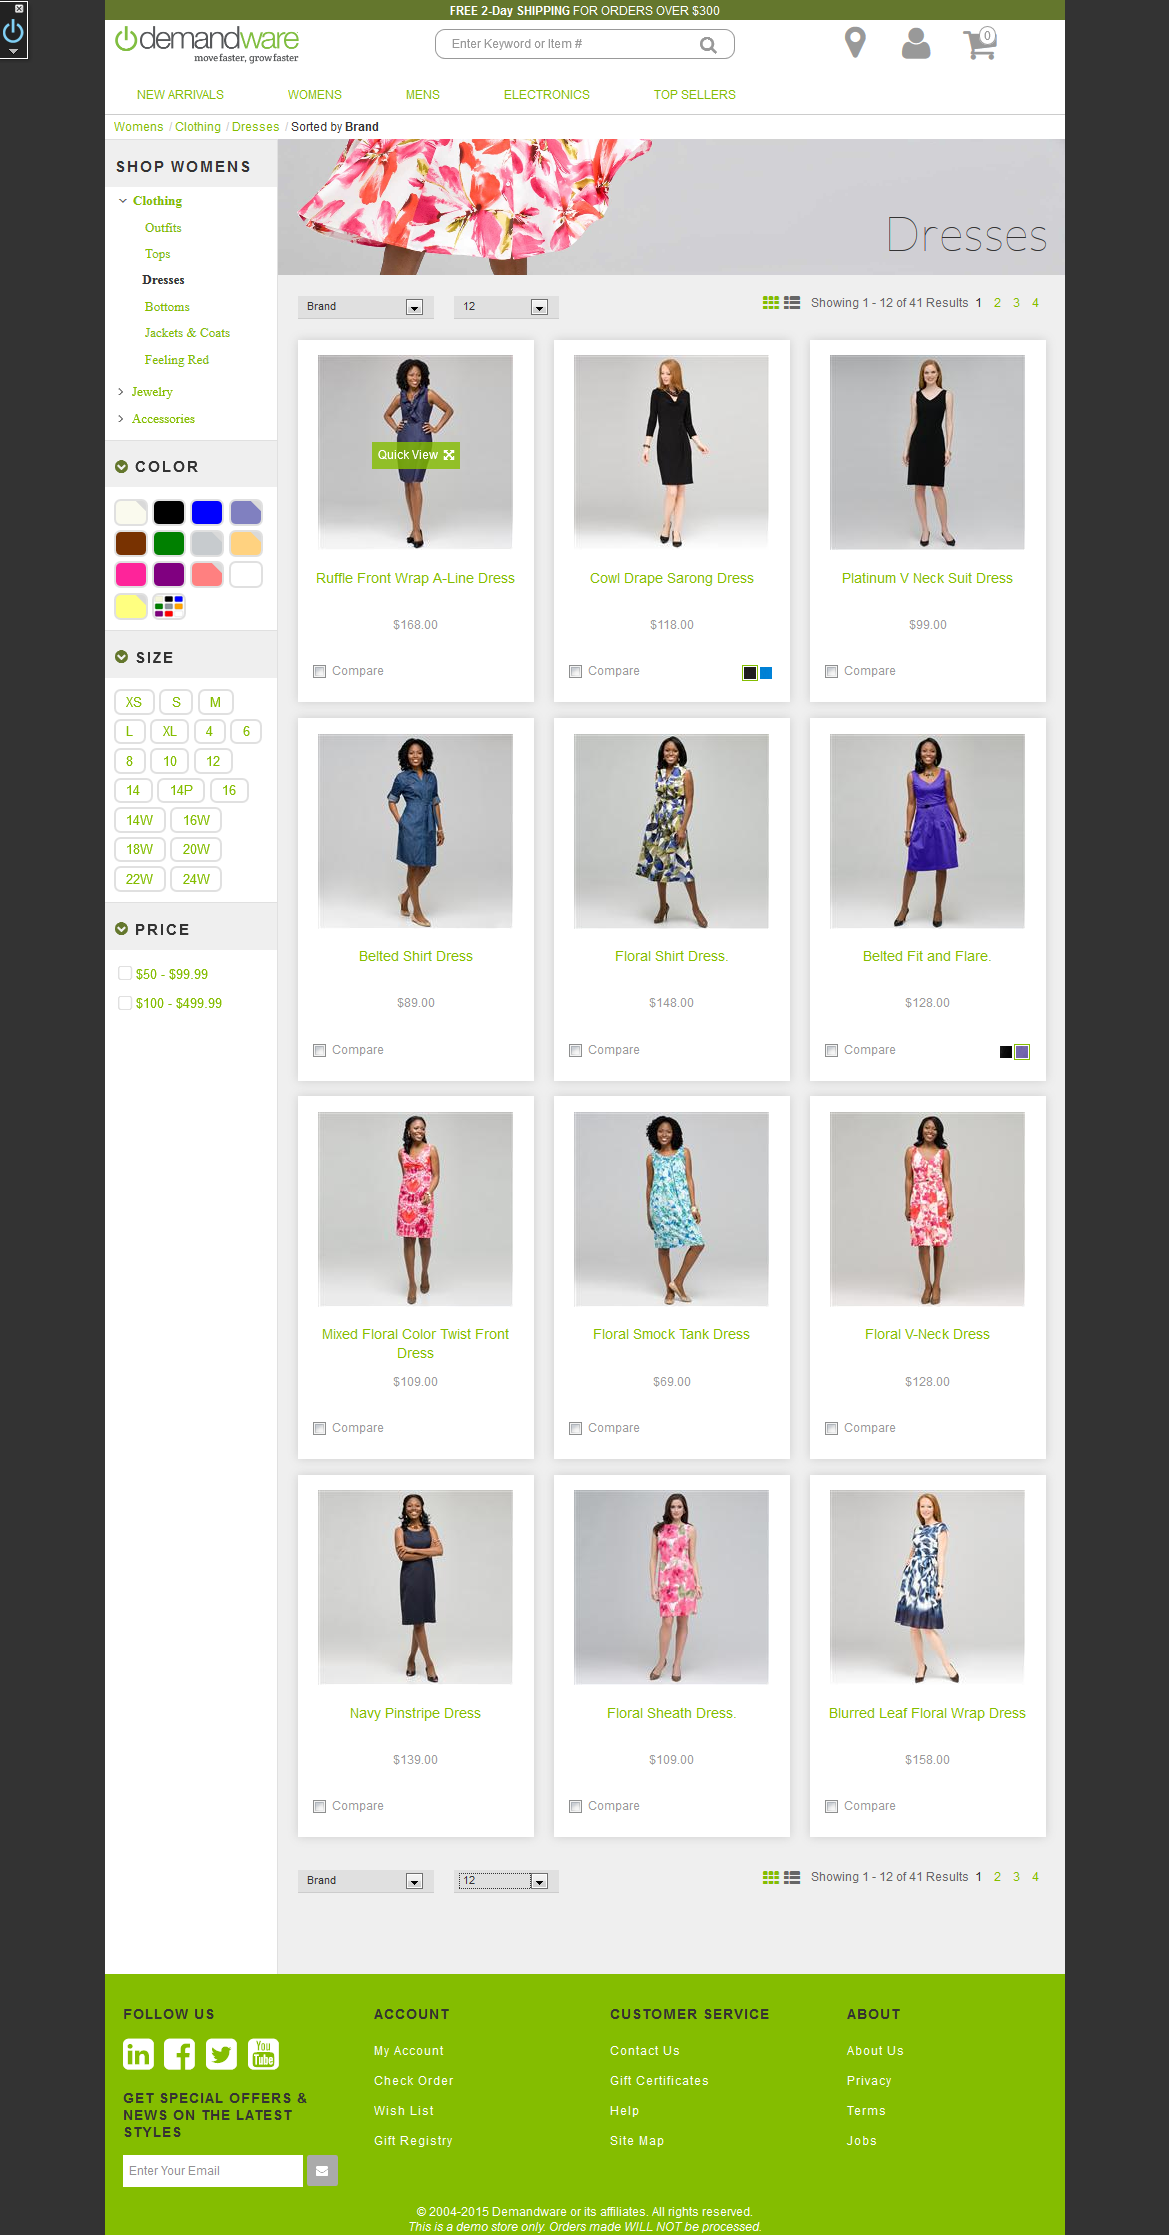 FREE 2-Day SHIPPING FOR ORDERS OVER $300
demandware
move faster, grow faster
Enter Keyword or Item #
0
NEW ARRIVALS WOMENS MENS ELECTRONICS TOP SELLERS
Womens / Clothing / Dresses / Sorted by Brand
SHOP WOMENS
Clothing
Outfits
Tops
Dresses
Bottoms
Jackets & Coats
Feeling Red
Jewelry
Accessories
COLOR
SIZE
XS S M
L XL 4 6
8 10 12
14 14P 16
14W 16W
18W 20W
22W 24W
PRICE
$50 - $99.99
$100 - $499.99
Dresses
Brand 12 Showing 1 - 12 of 41 Results 1 2 3 4
Quick View
Ruffle Front Wrap A-Line Dress
$168.00
Compare
Cowl Drape Sarong Dress
$118.00
Compare
Platinum V Neck Suit Dress
$99.00
Compare
Belted Shirt Dress
$89.00
Compare
Floral Shirt Dress.
$148.00
Compare
Belted Fit and Flare.
$128.00
Compare
Mixed Floral Color Twist Front
Dress
$109.00
Compare
Floral Smock Tank Dress
$69.00
Compare
Floral V-Neck Dress
$128.00
Compare
Navy Pinstripe Dress
$139.00
Compare
Floral Sheath Dress.
$109.00
Compare
Blurred Leaf Floral Wrap Dress
$158.00
Compare
Brand 12 Showing 1 - 12 of 41 Results 1 2 3 4
FOLLOW US
in
You
Tube
GET SPECIAL OFFERS &
NEWS ON THE LATEST
STYLES
Enter Your Email
ACCOUNT
My Account
Check Order
Wish List
Gift Registry
CUSTOMER SERVICE
Contact Us
Gift Certificates
Help
Site Map
ABOUT
About Us
Privacy
Terms
Jobs
© 2004-2015 Demandware or its affiliates. All rights reserved.
This is a demo store only. Orders made WILL NOT be processed.